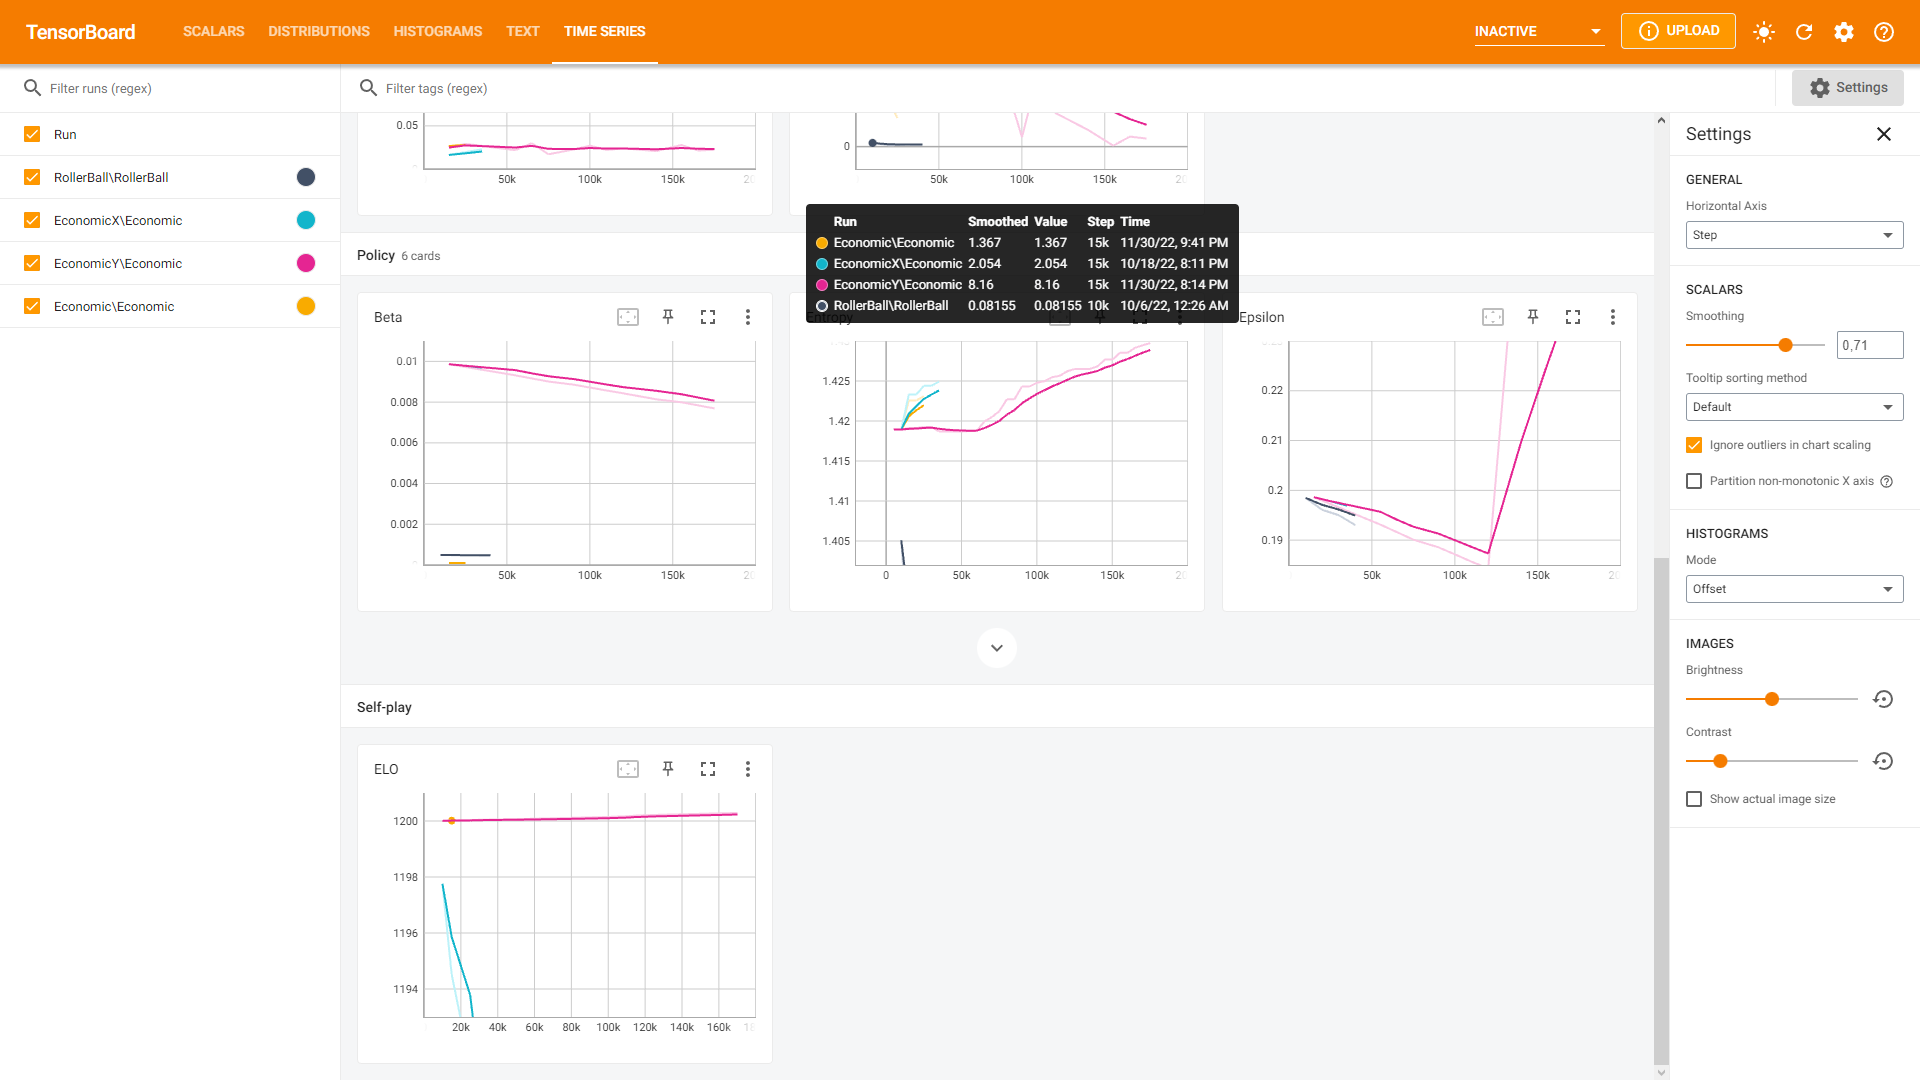 TensorBoard SCALARS DISTRIBUTIONS HISTOGRAMS TEXT TIME SERIES INACTIVE UPLOAD
Filter runs (regex)
Run
RollerBall\RollerBall
EconomicX\Economic
EconomicY\Economic
Economic\Economic
Filter tags (regex)
Settings
0.05
50k 100k 150k
0
50k 100k 150k
Run Smoothed Value Step Time
Economic\Economic 1.367 1.367 15k 11/30/22, 9:41 PM
EconomicX\Economic 2.054 2.054 15k 10/18/22, 8:11 PM
EconomicY\Economic 8.16 8.16 15k 11/30/22, 8:14 PM
RollerBall\RollerBall 0.08155 0.08155 10k 10/6/22, 12:26 AM
Policy 6 cards
Beta
0.01
0.008
0.006
0.004
0.002
50k 100k 150k
Entropy
1.425
1.42
1.415
1.41
1.405
0 50k 100k 150k
Epsilon
0.22
0.21
0.2
0.19
50k 100k 150k
Self-play
ELO
1200
1198
1196
1194
20k 40k 60k 80k 100k 120k 140k 160k
Settings
GENERAL
Horizontal Axis
Step
SCALARS
Smoothing
0,71
Tooltip sorting method
Default
Ignore outliers in chart scaling
Partition non-monotonic X axis
HISTOGRAMS
Mode
Offset
IMAGES
Brightness
Contrast
Show actual image size